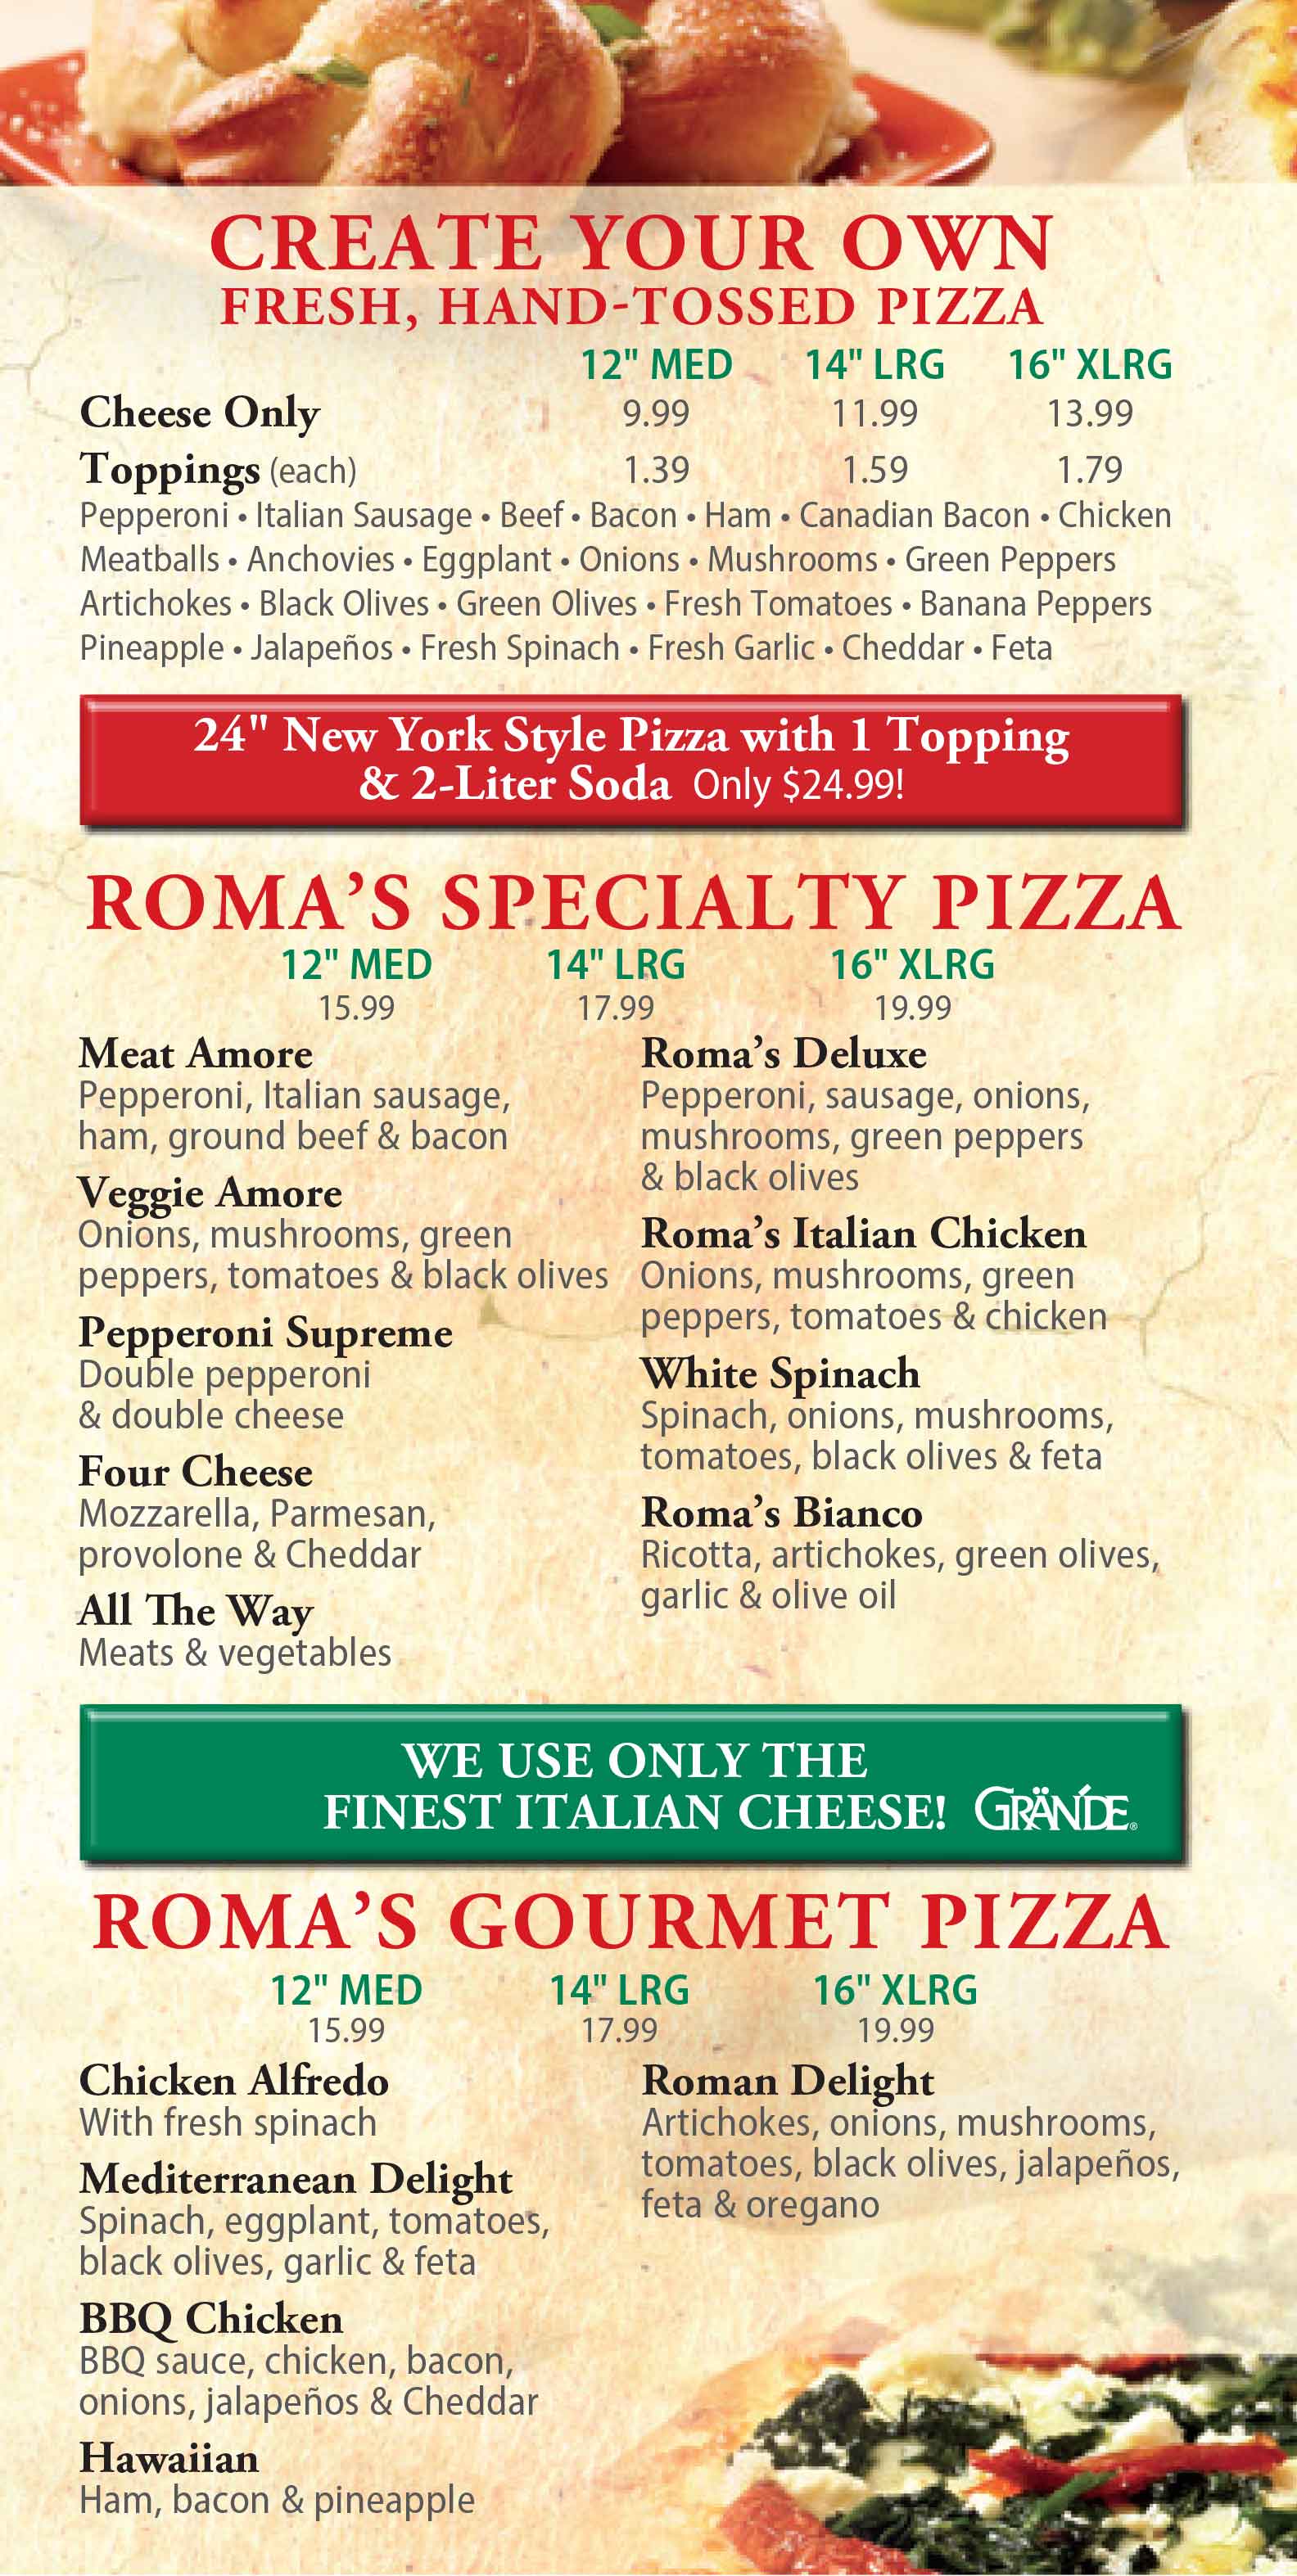 CREATE YOUR OWN
FRESH, HAND-TOSSED PIZZA
12" MED 14" LRG 16" XLRG
Cheese Only 9.99 11.99 13.99
Toppings (each) 1.39 1.59 1.79
Pepperoni • Italian Sausage • Beef • Bacon • Ham • Canadian Bacon • Chicken
Meatballs • Anchovies • Eggplant • Onions • Mushrooms • Green Peppers
Artichokes • Black Olives • Green Olives • Fresh Tomatoes • Banana Peppers
Pineapple • Jalapeños • Fresh Spinach • Fresh Garlic • Cheddar • Feta
24" New York Style Pizza with 1 Topping
& 2-Liter Soda Only $24.99!
ROMA'S SPECIALTY PIZZA
12" MED 14" LRG 16" XLRG
15.99 17.99 19.99
Meat Amore
Pepperoni, Italian sausage,
ham, ground beef & bacon
Veggie Amore
Onions, mushrooms, green
peppers, tomatoes & black olives
Pepperoni Supreme
Double pepperoni
& double cheese
Four Cheese
Mozzarella, Parmesan,
provolone & Cheddar
All The Way
Meats & vegetables
Roma's Deluxe
Pepperoni, sausage, onions,
mushrooms, green peppers
& black olives
Roma's Italian Chicken
Onions, mushrooms, green
peppers, tomatoes & chicken
White Spinach
Spinach, onions, mushrooms,
tomatoes, black olives & feta
Roma's Bianco
Ricotta, artichokes, green olives,
garlic & olive oil
WE USE ONLY THE
FINEST ITALIAN CHEESE! GRÄNDE®
ROMA'S GOURMET PIZZA
12" MED 14" LRG 16" XLRG
15.99 17.99 19.99
Chicken Alfredo
With fresh spinach
Mediterranean Delight
Spinach, eggplant, tomatoes,
black olives, garlic & feta
BBQ Chicken
BBQ sauce, chicken, bacon,
onions, jalapeños & Cheddar
Hawaiian
Ham, bacon & pineapple
Roman Delight
Artichokes, onions, mushrooms,
tomatoes, black olives, jalapeños,
feta & oregano